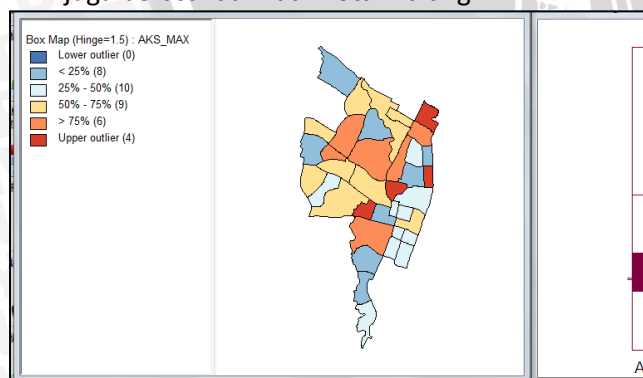 Box Map (Hinge=1.5) : AKS_MAX
Lower outlier (0)
< 25% (8)
25% - 50% (10)
50% - 75% (9)
> 75% (6)
Upper outlier (4)
A